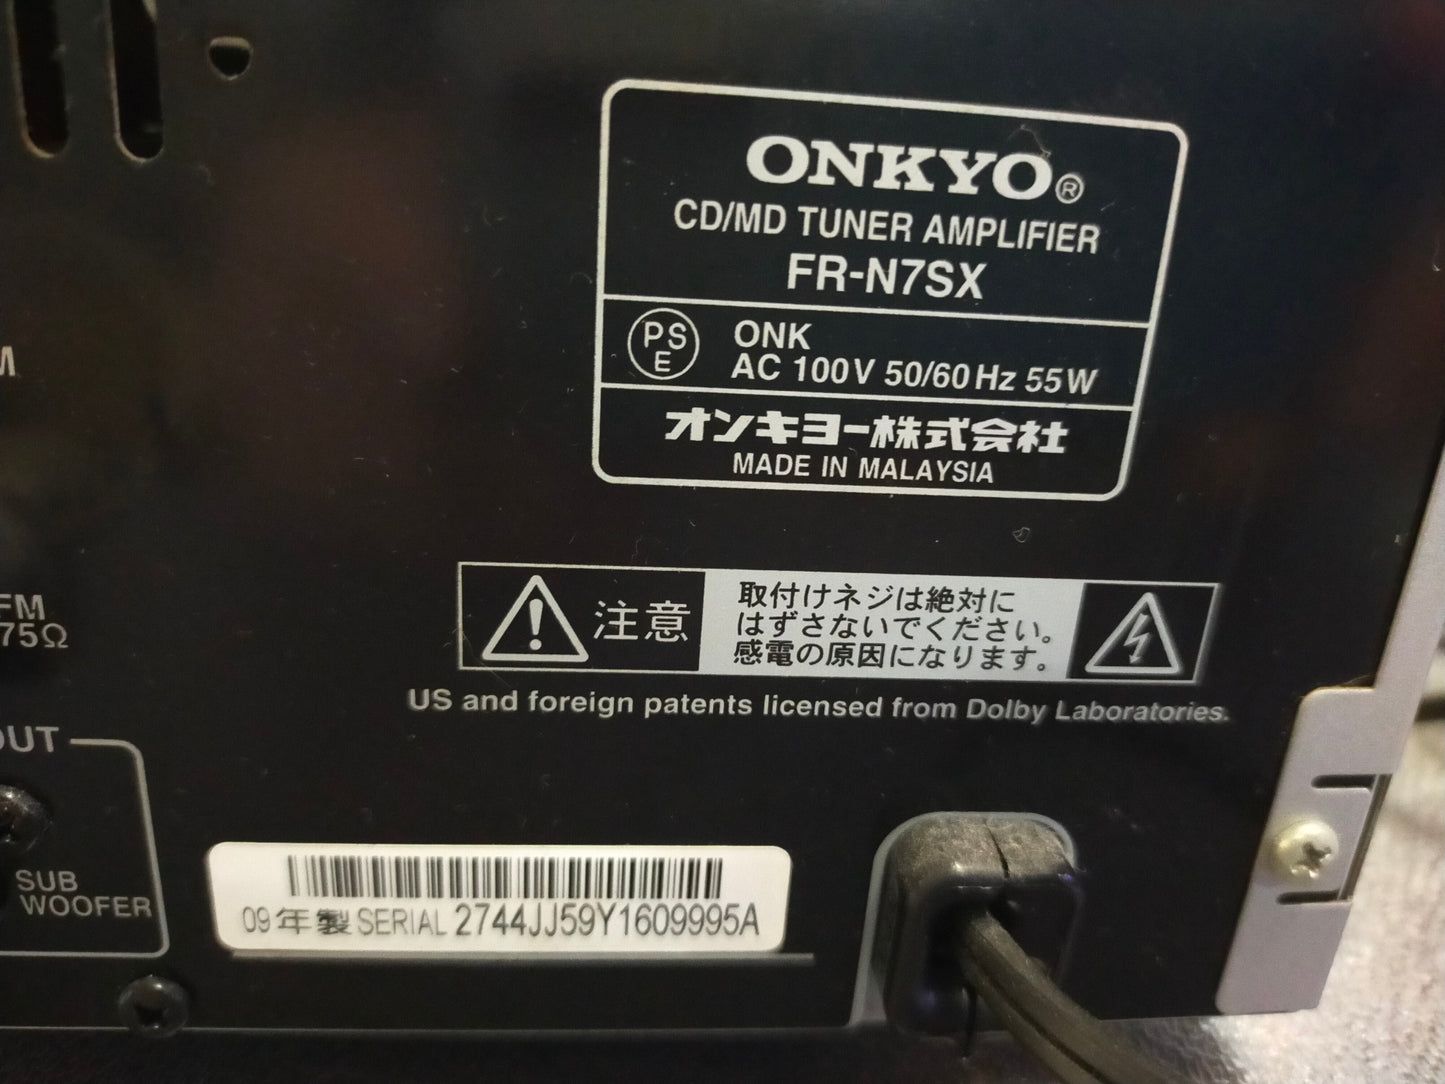 ONKYO®
CD/MD TUNER AMPLIFIER
FR-N7SX
PS
E
ONK
AC 100V 50/60Hz 55W
オンキヨー株式会社
MADE IN MALAYSIA
M
FM
75Ω
注意
取付けネジは絶対に
はずさないでください。
感電の原因になります。
US and foreign patents licensed from Dolby Laboratories.
OUT
SUB
WOOFER
09年製 SERIAL 2744JJ59Y1609995A